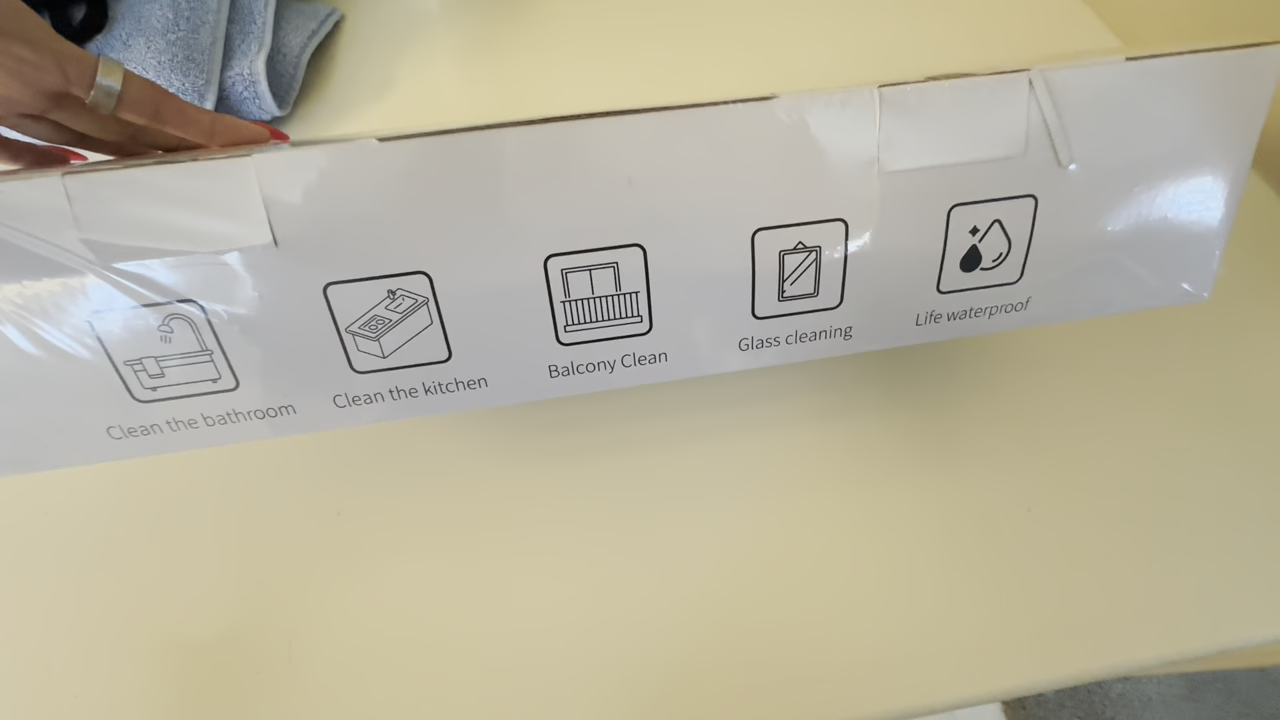 Clean the bathroom
Clean the kitchen
Balcony Clean
Glass cleaning
Life waterproof